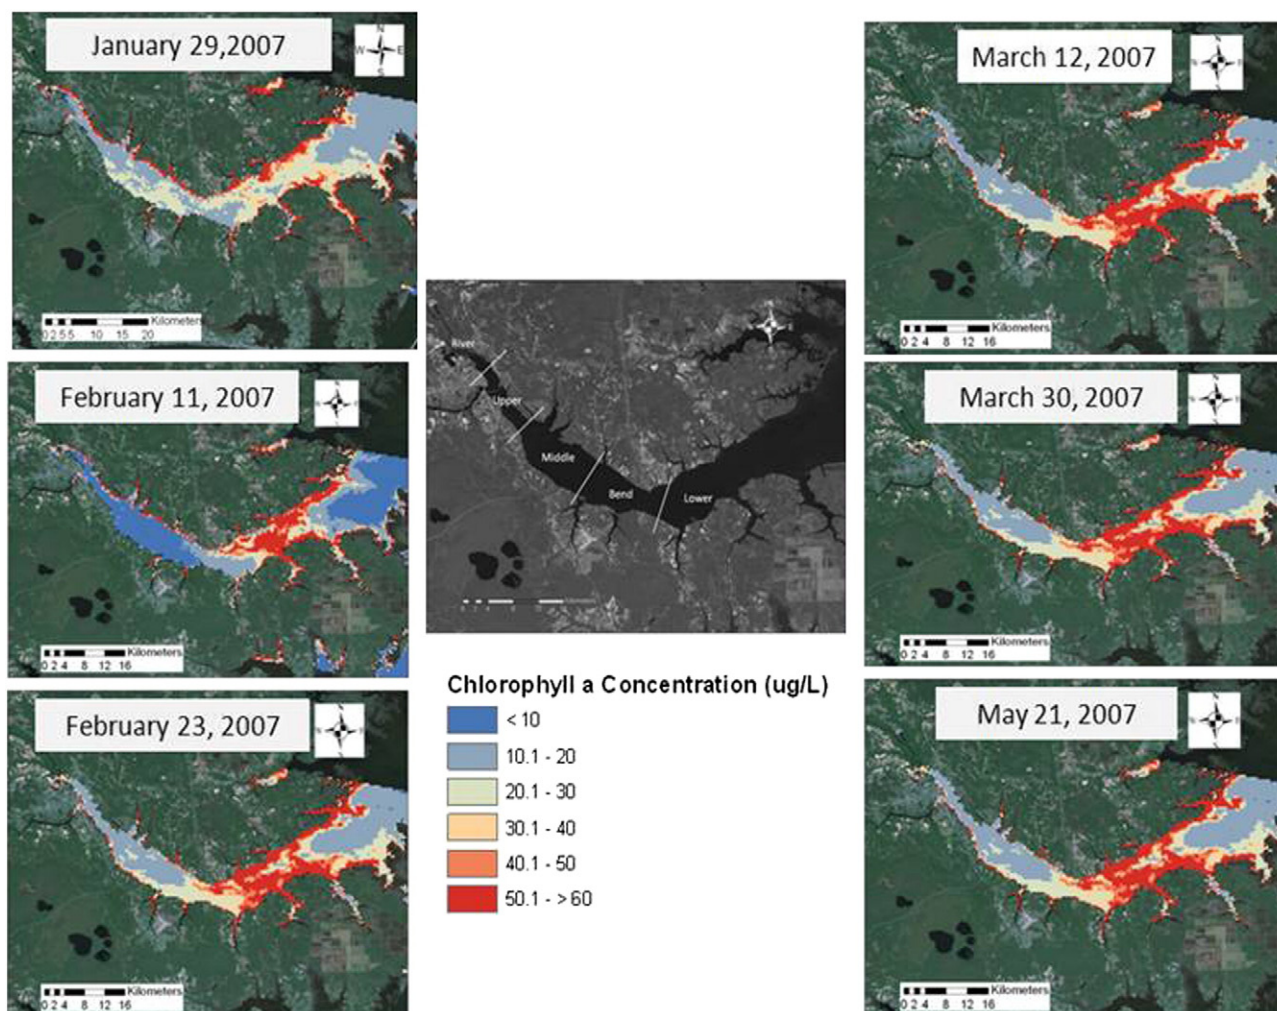 January 29,2007
N
W
E
S
Kilometers
0 2 5 5 10 15 20
February 11, 2007
Kilometers
0 2 4 8 12 16
February 23, 2007
Kilometers
0 2 4 8 12 16
River
Upper
Middle
Bend
Lower
Chlorophyll a Concentration (ug/L)
< 10
10.1 - 20
20.1 - 30
30.1 - 40
40.1 - 50
50.1 - > 60
March 12, 2007
Kilometers
0 2 4 8 12 16
March 30, 2007
Kilometers
0 2 4 8 12 16
May 21, 2007
Kilometers
0 2 4 8 12 16